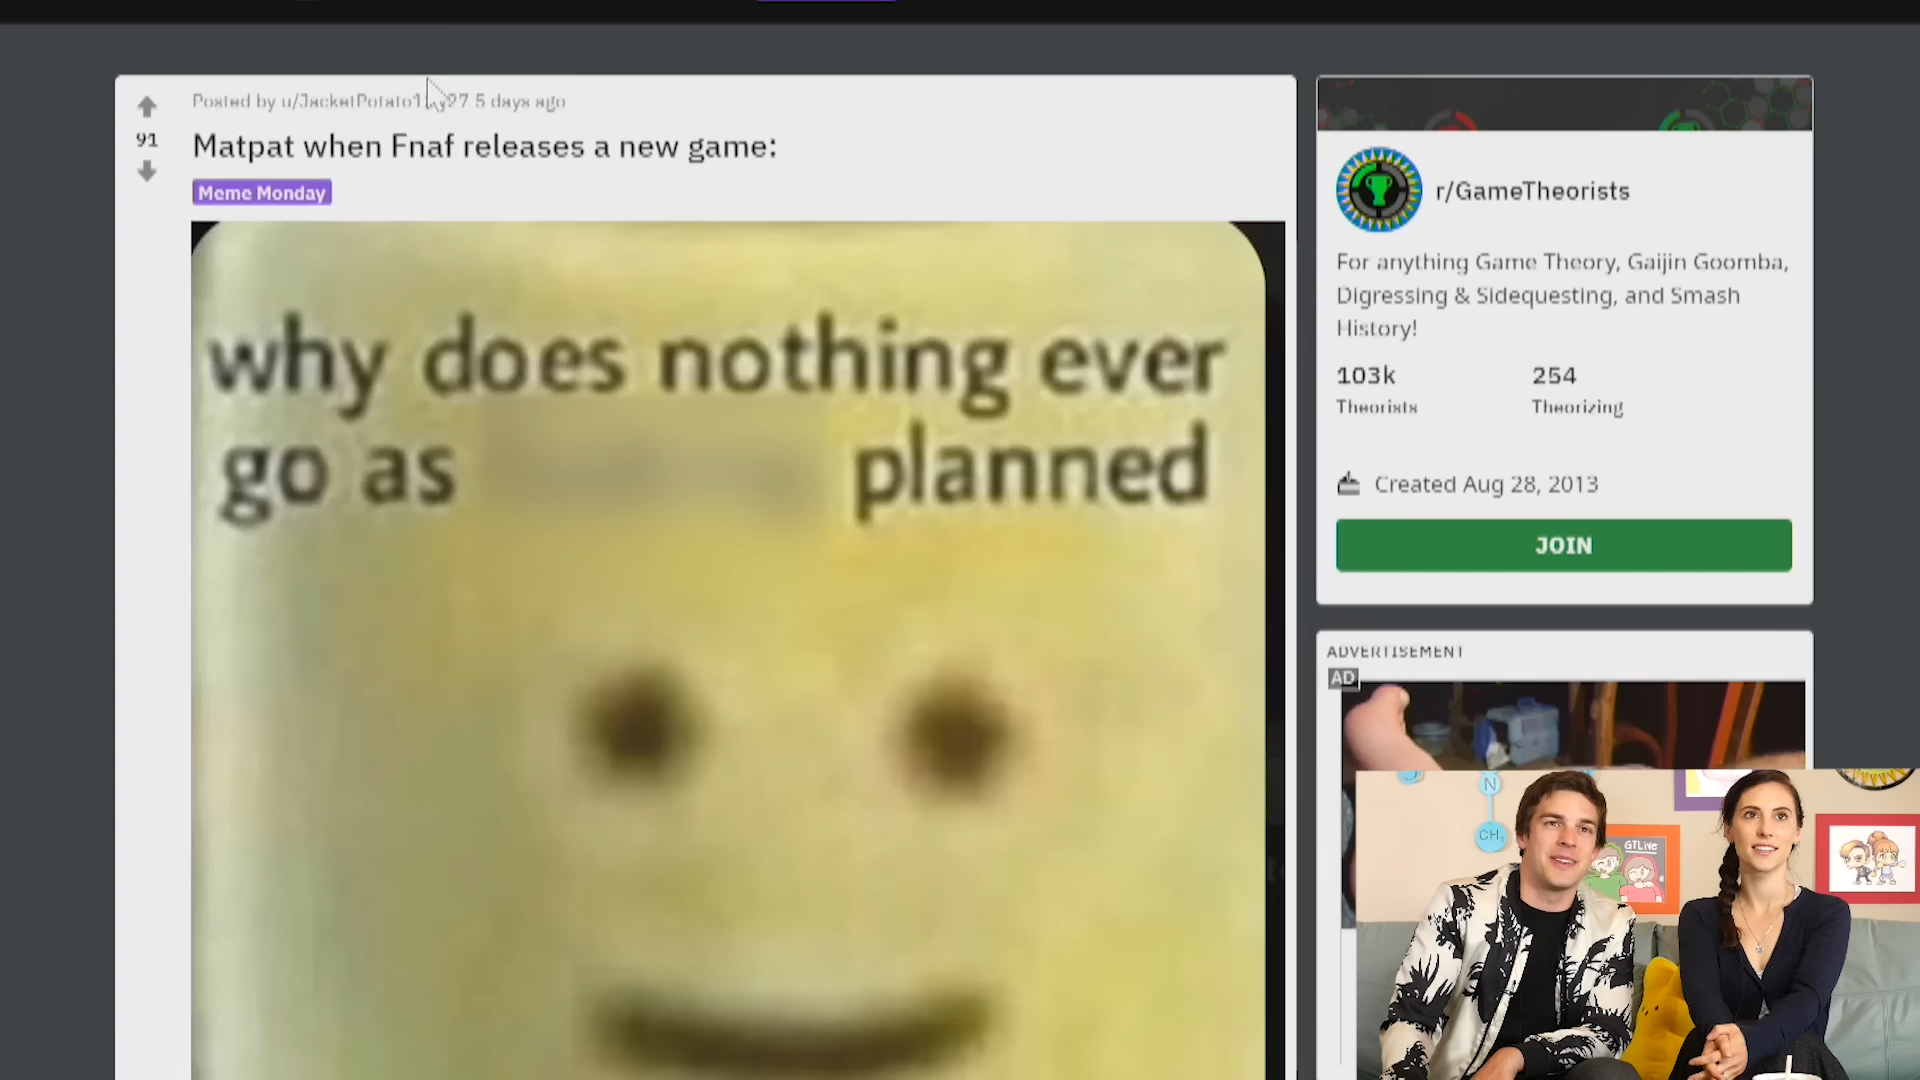 Posted by 5 days ago
91
Matpat when Fnaf releases a new game:
Meme Monday
why does nothing ever
go as planned
r/GameTheorists
For anything Game Theory, Gaijin Goomba,
Digressing & Sidequesting, and Smash
History!
103k 254
Theorists Theorizing
Created Aug 28, 2013
JOIN
ADVERTISEMENT
AD
N
CH₃
GTLive